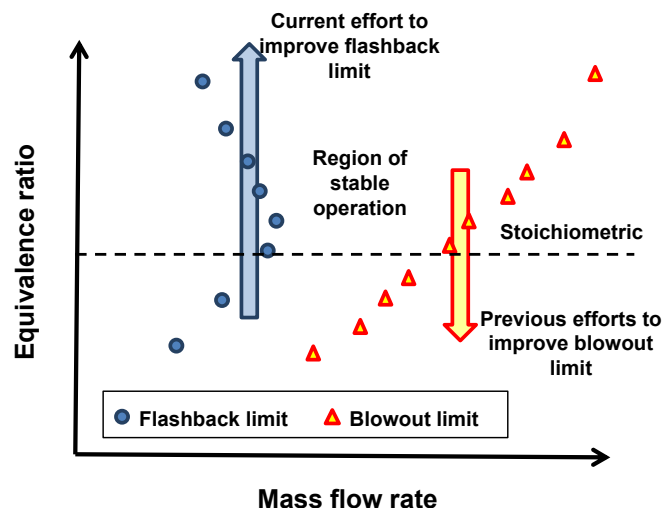 Current effort to
improve flashback
limit
Region of
stable
operation
Stoichiometric
Previous efforts to
improve blowout
limit
Equivalence ratio
Flashback limit
Blowout limit
Mass flow rate